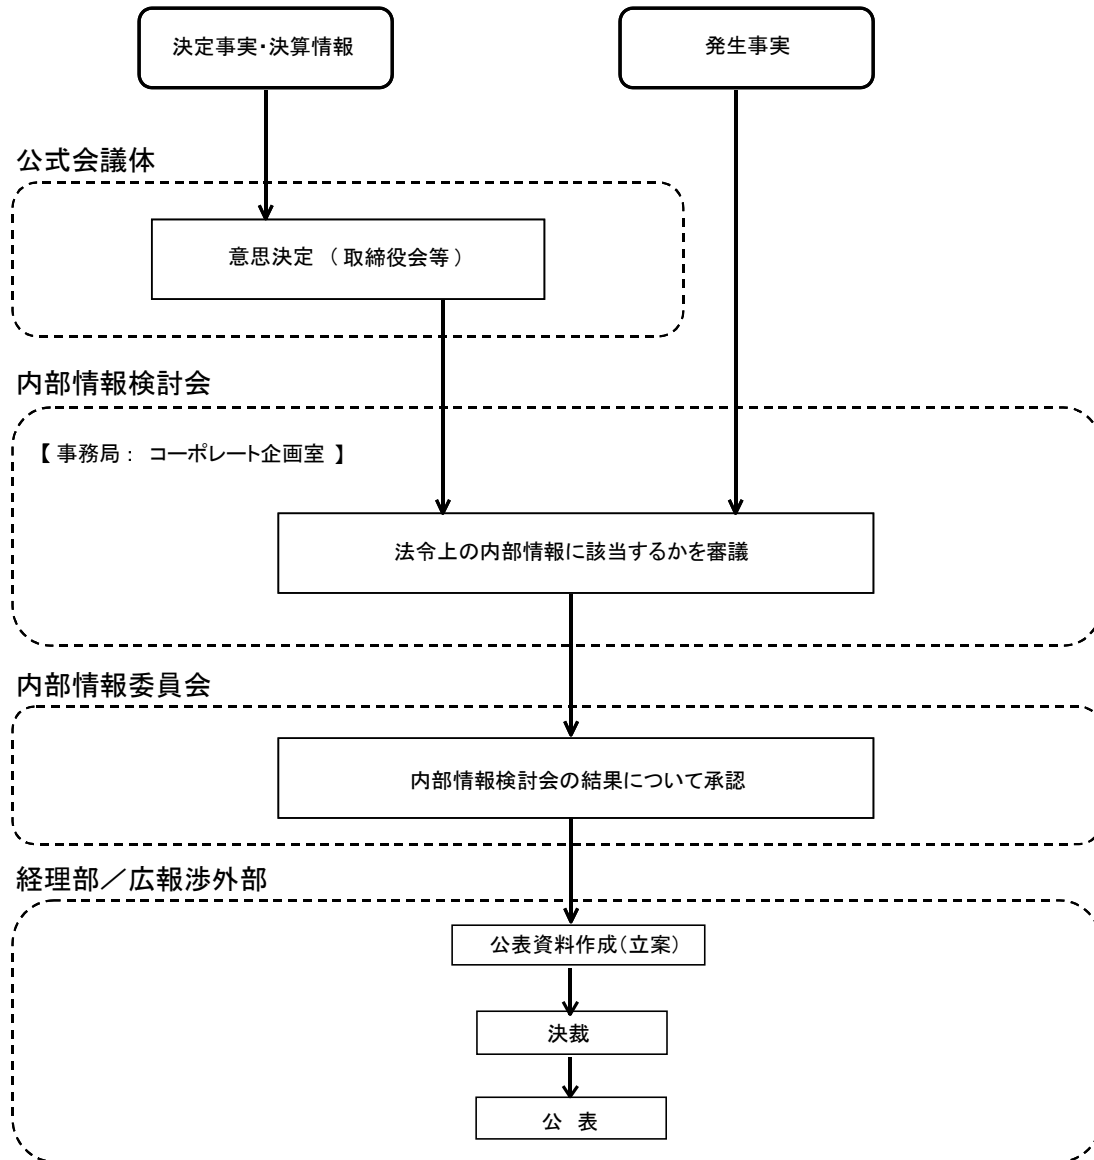 決定事実・決算情報
発生事実
公式会議体
意思決定 （ 取締役会等 ）
内部情報検討会
【 事務局 ： コーポレート企画室 】
法令上の内部情報に該当するかを審議
内部情報委員会
内部情報検討会の結果について承認
経理部／広報渉外部
公表資料作成（立案）
決裁
公 表